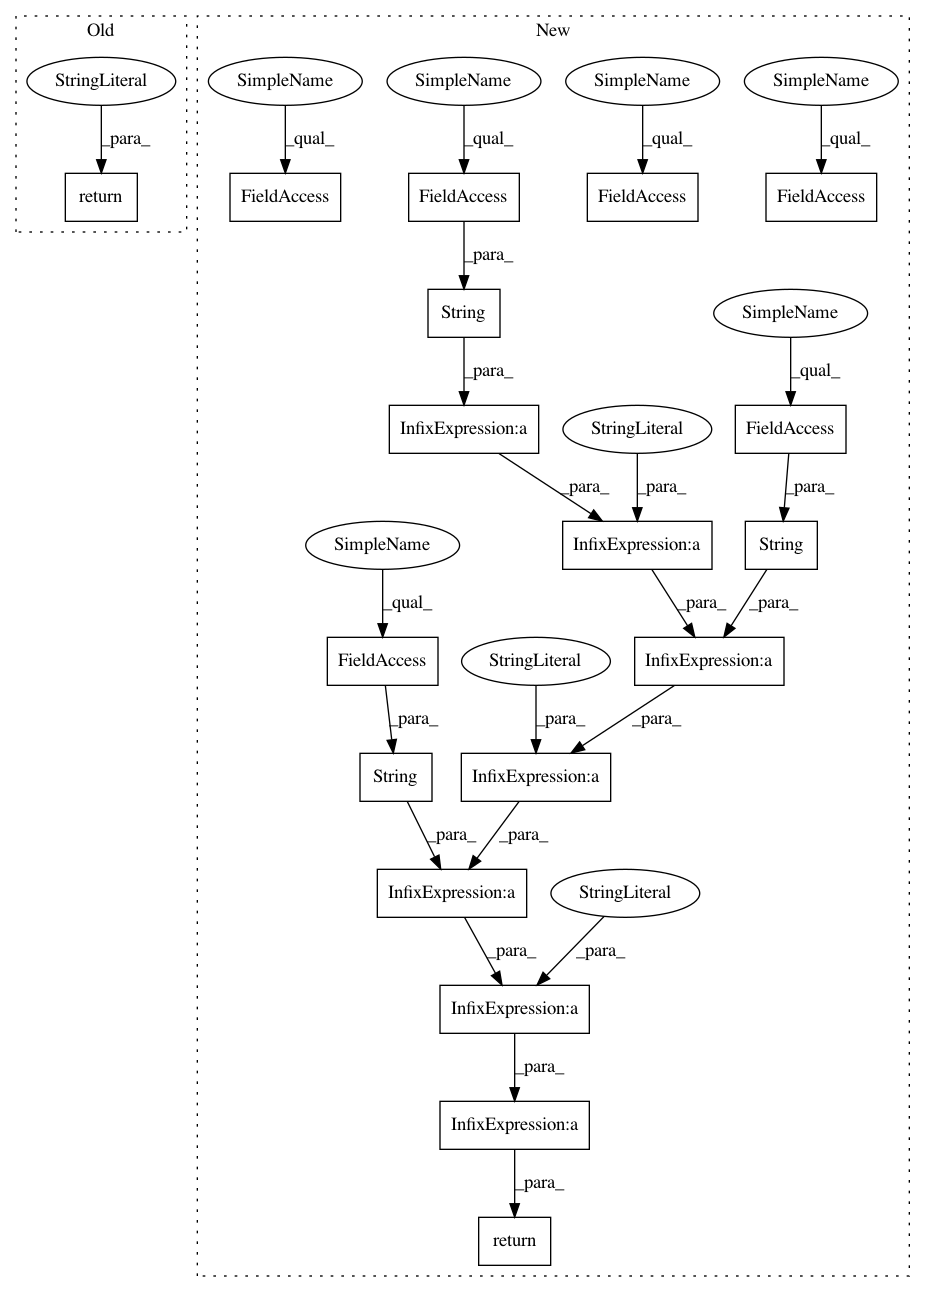 Old
New
StringLiteral
SimpleName
SimpleName
SimpleName
SimpleName
_para_
_qual_
_qual_
_qual_
_qual_
return
FieldAccess
FieldAccess
FieldAccess
FieldAccess
_para_
String
SimpleName
_para_
_qual_
InfixExpression:a
StringLiteral
FieldAccess
_para_
_para_
_para_
SimpleName
InfixExpression:a
String
_qual_
_para_
_para_
FieldAccess
StringLiteral
InfixExpression:a
_para_
_para_
_para_
String
InfixExpression:a
_para_
_para_
InfixExpression:a
StringLiteral
_para_
_para_
InfixExpression:a
_para_
InfixExpression:a
_para_
return